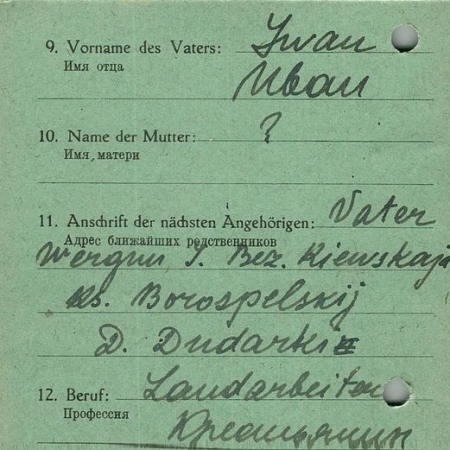 9. Vorname des Vaters: Iwan
Имя отца
Иван
10. Name der Mutter: ?
Имя матери
11. Anschrift der nächsten Angehörigen: Vater
Адрес ближайших родственников
Wergun I. Bez. Kiewskaja
Ks. Borospelskij
D. Dudarki
12. Beruf: Landarbeiter
Профессия
Крестьянин